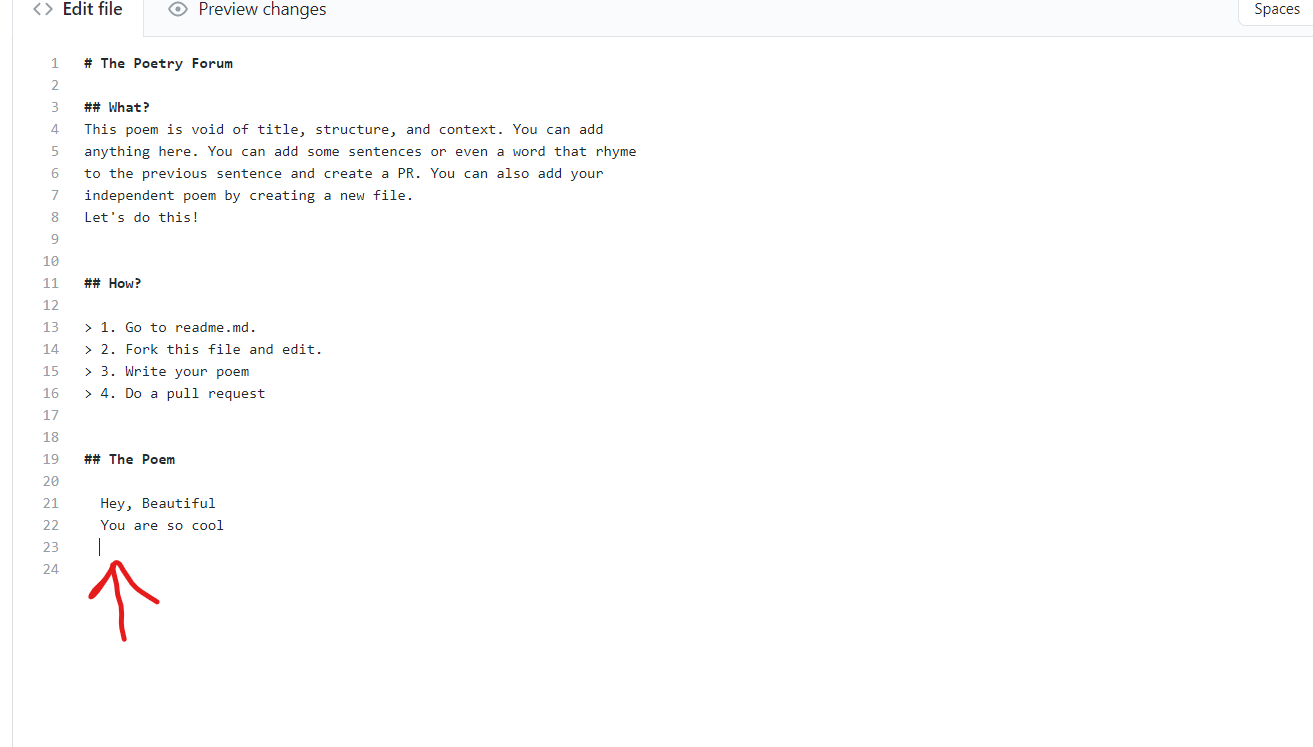 <> Edit file Preview changes Spaces
1 # The Poetry Forum
2
3 ## What?
4 This poem is void of title, structure, and context. You can add
5 anything here. You can add some sentences or even a word that rhyme
6 to the previous sentence and create a PR. You can also add your
7 independent poem by creating a new file.
8 Let's do this!
9
10
11 ## How?
12
13 > 1. Go to readme.md.
14 > 2. Fork this file and edit.
15 > 3. Write your poem
16 > 4. Do a pull request
17
18
19 ## The Poem
20
21 Hey, Beautiful
22 You are so cool
23
24